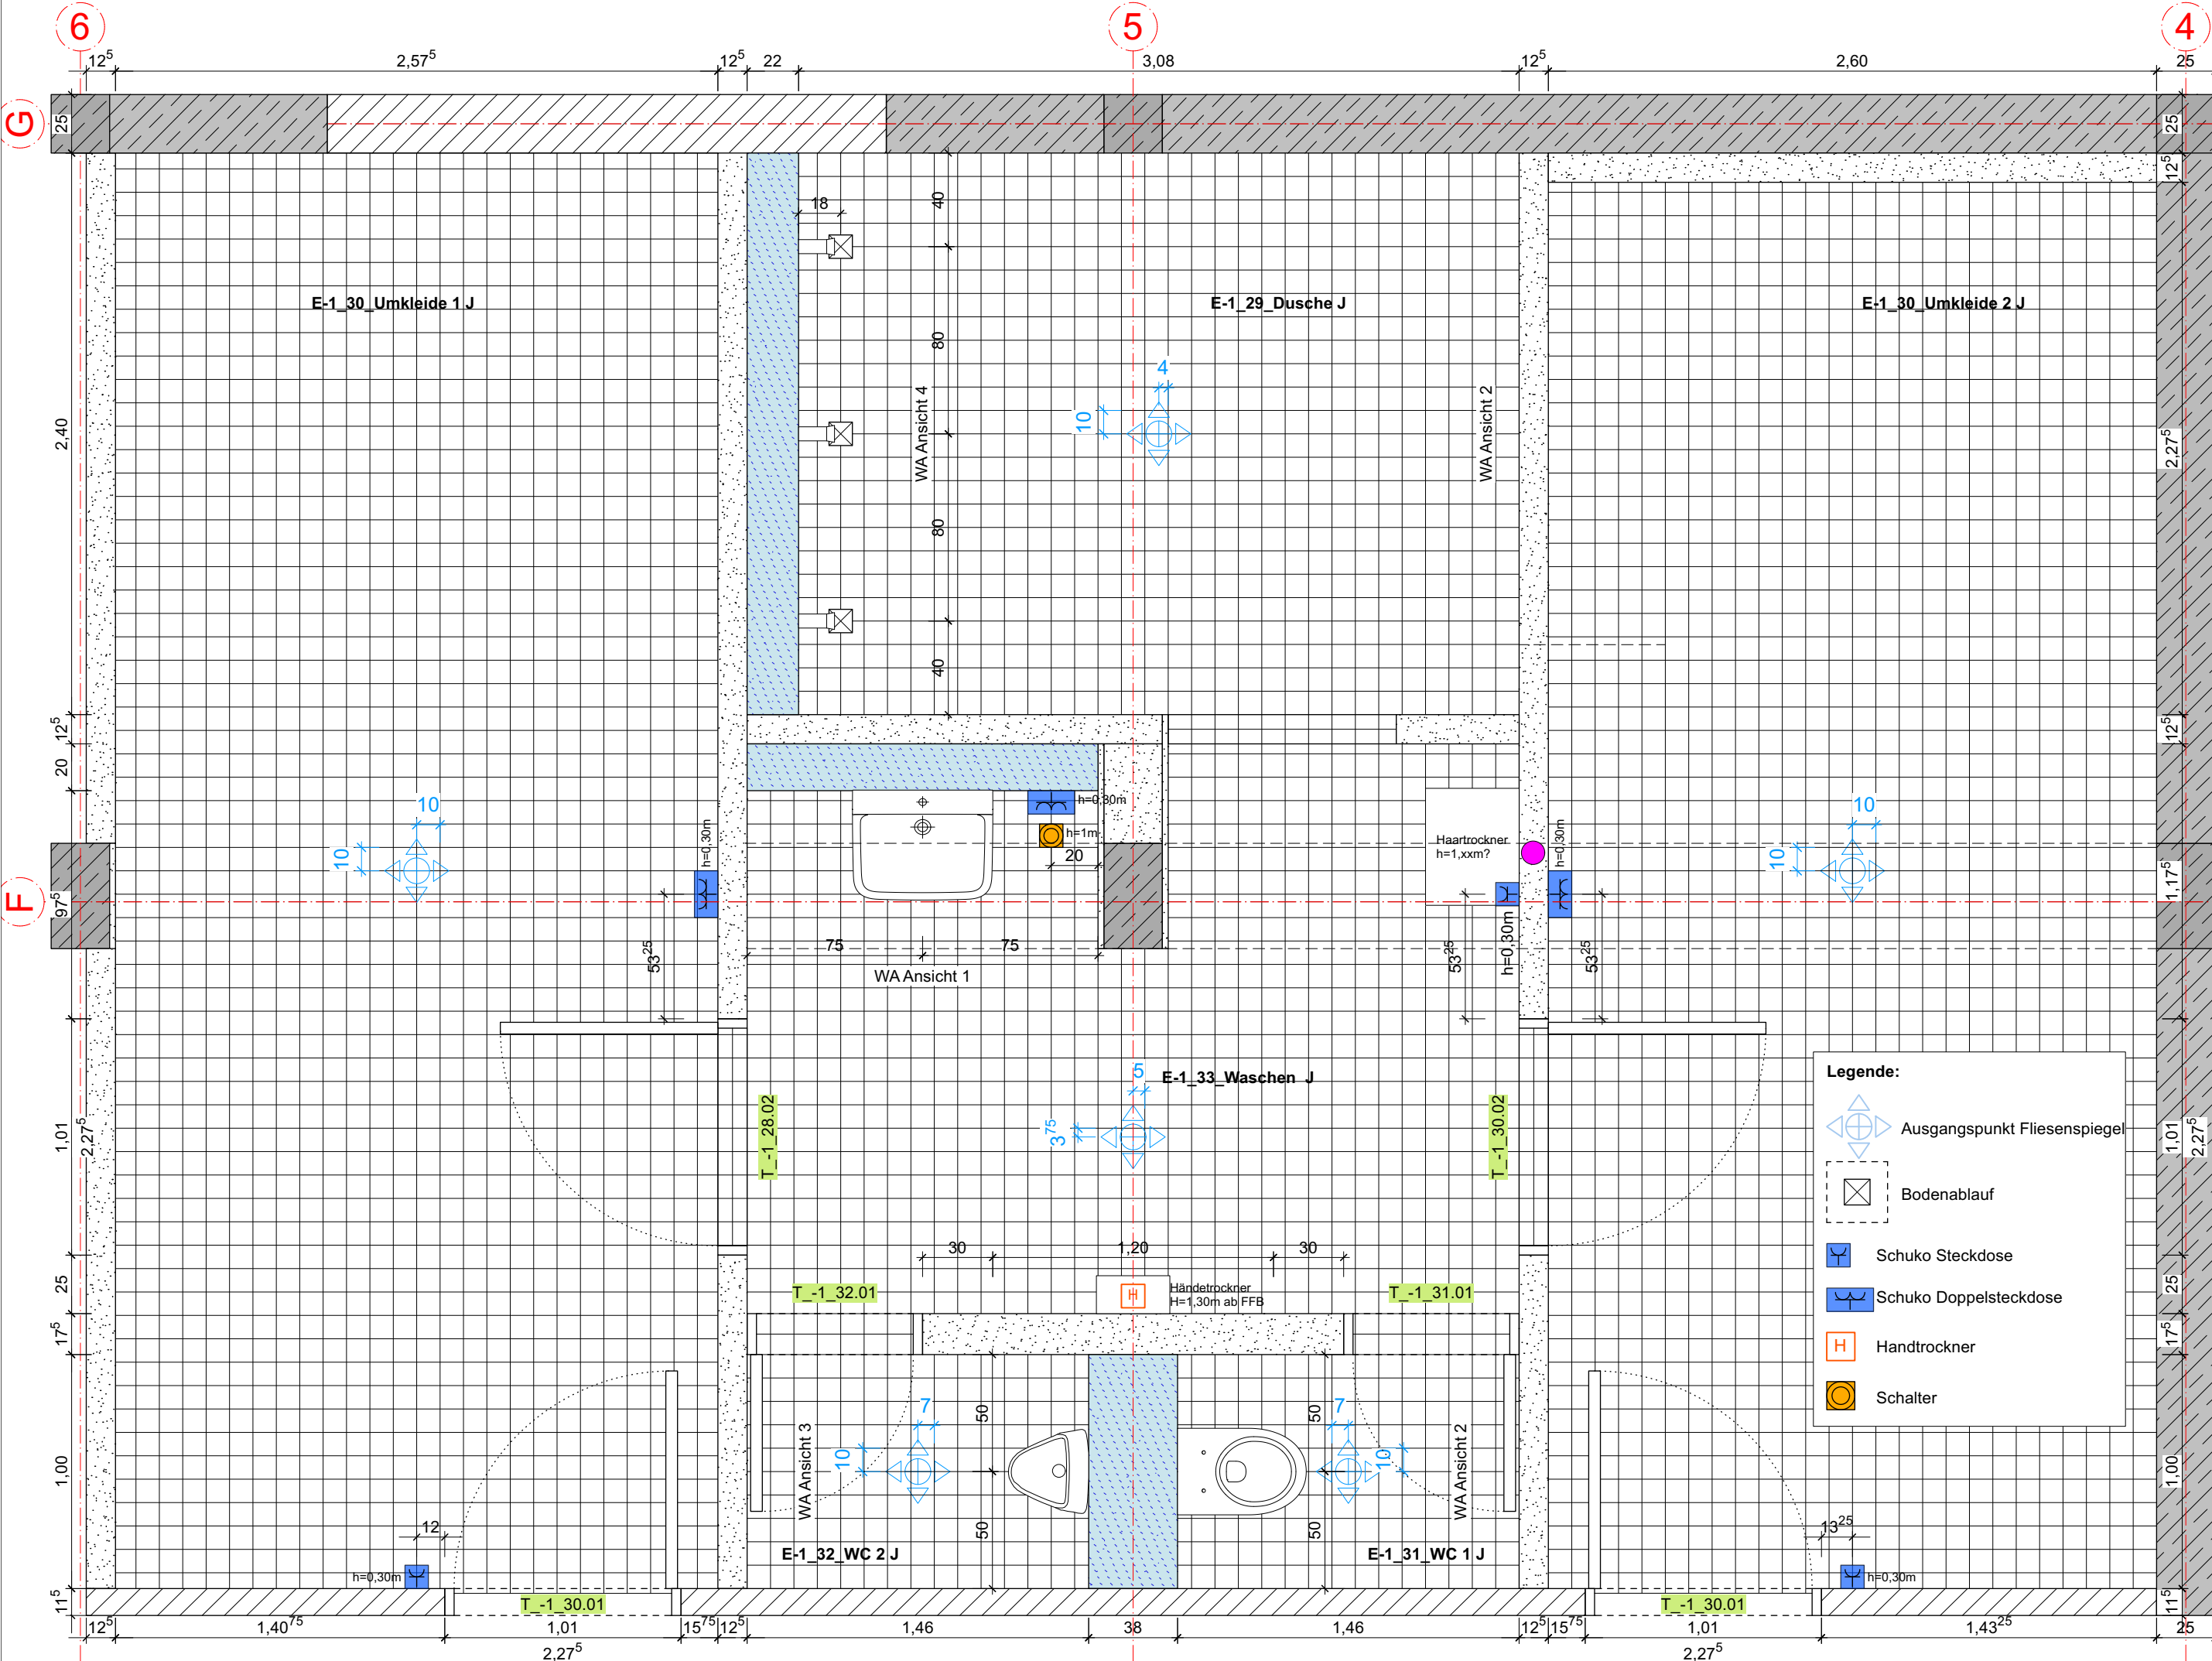 6
5
4
12⁵
2,57⁵
12⁵
22
3,08
12⁵
2,60
25
G
25
25
12⁵
18
40
E-1_30_Umkleide 1 J
E-1_29_Dusche J
E-1_30_Umkleide 2 J
80
4
10
WA Ansicht 4
WA Ansicht 2
2,40
2,27⁵
80
40
12⁵
12⁵
20
h=0,30m
h=1m
20
10
10
h=0,30m
Haartrockner
h=1,xxm?
h=0,30m
10
10
F
97⁵
1,17⁵
53²⁵
75
75
53²⁵
h=0,30m
53²⁵
WA Ansicht 1
5
E-1_33_Waschen J
3⁷⁵
T_-1_28.02
T_-1_30.02
1,01
2,27⁵
1,01
2,27⁵
Legende:
Ausgangspunkt Fliesenspiegel
Bodenablauf
Schuko Steckdose
Schuko Doppelsteckdose
H
Handtrockner
Schalter
30
1,20
30
25
25
T_-1_32.01
H
Händetrockner
H=1,30m ab FFB
T_-1_31.01
17⁵
17⁵
50
7
10
WA Ansicht 3
50
7
10
WA Ansicht 2
1,00
1,00
50
50
12
13²⁵
E-1_32_WC 2 J
E-1_31_WC 1 J
h=0,30m
h=0,30m
11⁵
T_-1_30.01
T_-1_30.01
11⁵
12⁵
1,40⁷⁵
1,01
15⁷⁵
12⁵
1,46
38
1,46
12⁵
15⁷⁵
1,01
1,43²⁵
25
2,27⁵
2,27⁵